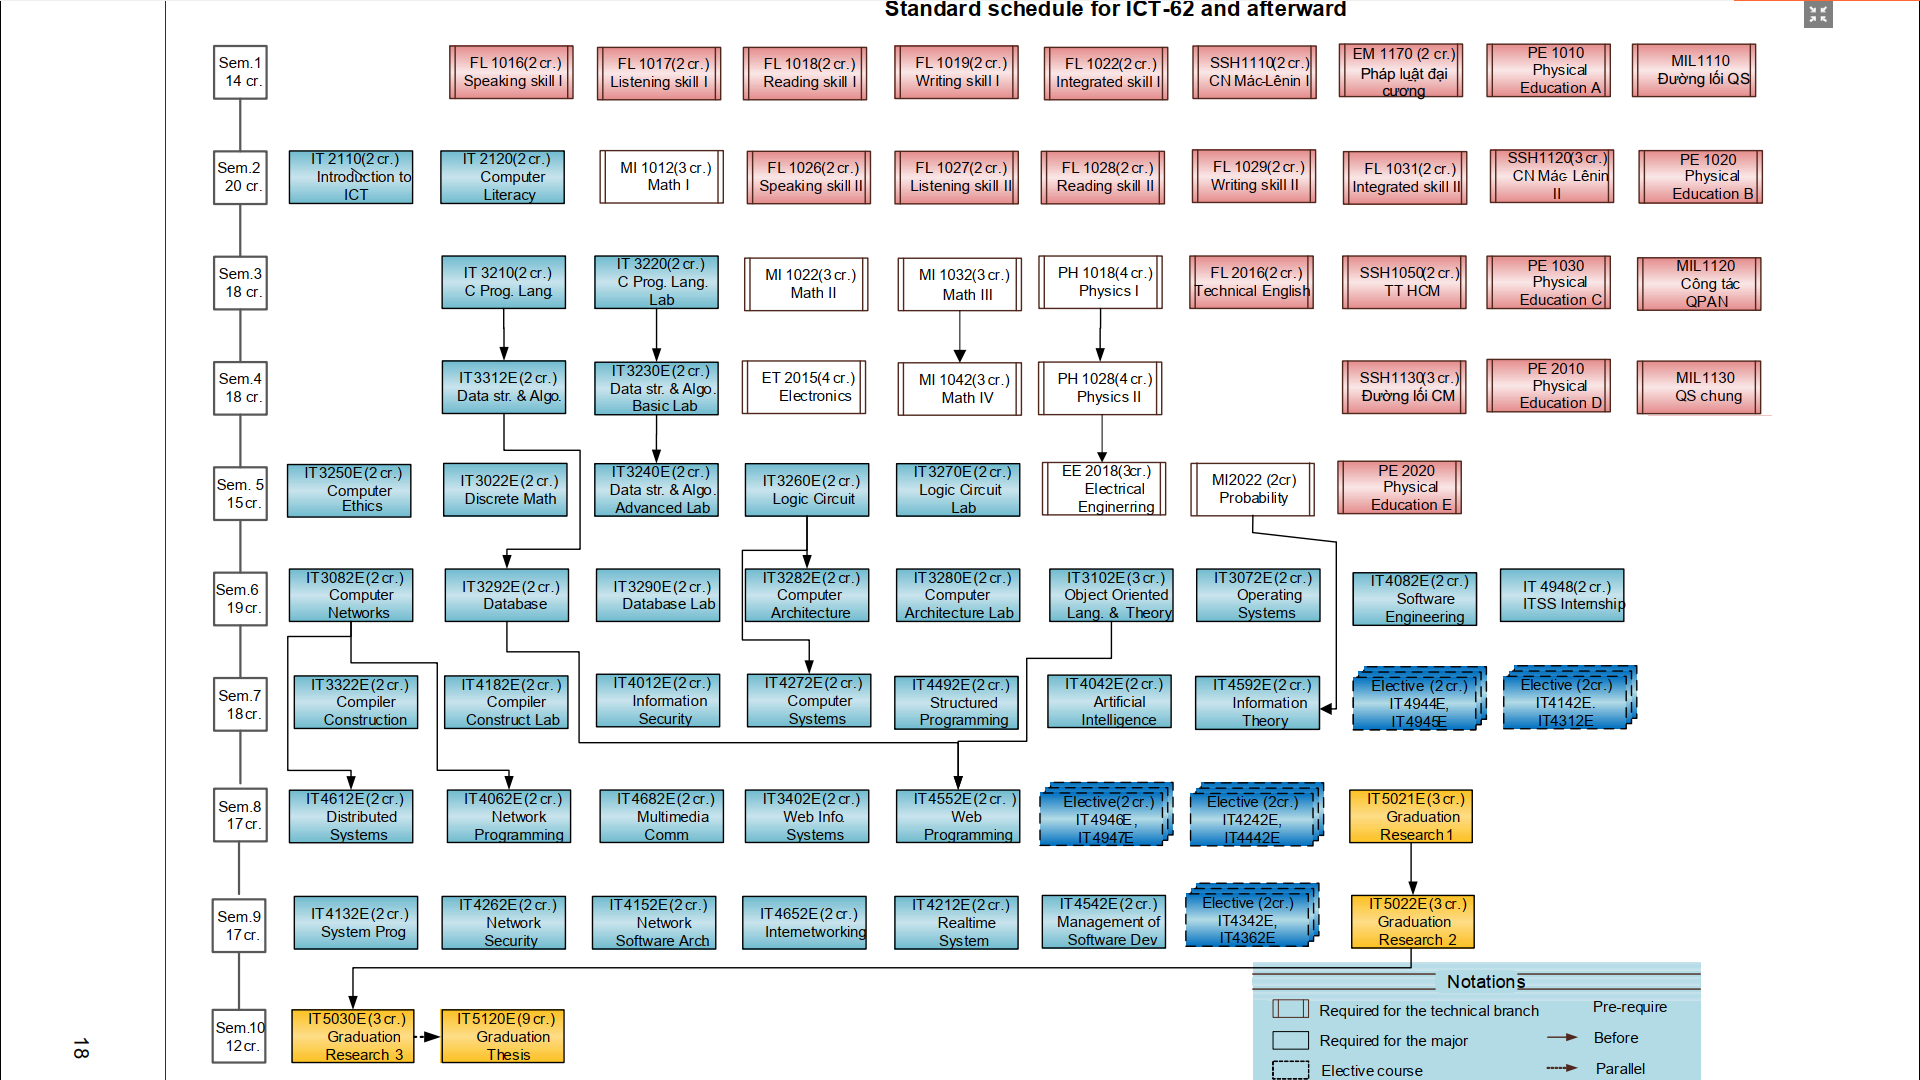 Standard schedule for ICT-62 and afterward
Sem.1
14 cr.
FL 1016(2 cr.)
Speaking skill I
FL 1017(2 cr.)
Listening skill I
FL 1018(2 cr.)
Reading skill I
FL 1019(2 cr.)
Writing skill I
FL 1022(2 cr.)
Integrated skill I
SSH1110(2 cr.)
CN Mác-Lênin I
EM 1170 (2 cr.)
Pháp luật đại
cương
PE 1010
Physical
Education A
MIL1110
Đường lối QS
Sem.2
20 cr.
IT 2110(2 cr.)
Introduction to
ICT
IT 2120(2 cr.)
Computer
Literacy
MI 1012(3 cr.)
Math I
FL 1026(2 cr.)
Speaking skill II
FL 1027(2 cr.)
Listening skill II
FL 1028(2 cr.)
Reading skill II
FL 1029(2 cr.)
Writing skill II
FL 1031(2 cr.)
Integrated skill II
SSH1120(3 cr.)
CN Mác- Lênin
II
PE 1020
Physical
Education B
Sem.3
18 cr.
IT 3210(2 cr.)
C Prog. Lang.
IT 3220(2 cr.)
C Prog. Lang.
Lab
MI 1022(3 cr.)
Math II
MI 1032(3 cr.)
Math III
PH 1018(4 cr.)
Physics I
FL 2016(2 cr.)
Technical English
SSH1050(2 cr.)
TT HCM
PE 1030
Physical
Education C
MIL1120
Công tác
QPAN
Sem.4
18 cr.
IT3312E(2 cr.)
Data str. & Algo.
IT3230E(2 cr.)
Data str. & Algo.
Basic Lab
ET 2015(4 cr.)
Electronics
MI 1042(3 cr.)
Math IV
PH 1028(4 cr.)
Physics II
SSH1130(3 cr.)
Đường lối CM
PE 2010
Physical
Education D
MIL1130
QS chung
Sem. 5
15 cr.
IT3250E(2 cr.)
Computer
Ethics
IT3022E(2 cr.)
Discrete Math
IT3240E(2 cr.)
Data str. & Algo.
Advanced Lab
IT3260E(2 cr.)
Logic Circuit
IT3270E(2 cr.)
Logic Circuit
Lab
EE 2018(3cr.)
Electrical
Enginerring
MI2022 (2cr)
Probability
PE 2020
Physical
Education E
Sem.6
19 cr.
IT3082E(2 cr.)
Computer
Networks
IT3292E(2 cr.)
Database
IT3290E(2 cr.)
Database Lab
IT3282E(2 cr.)
Computer
Architecture
IT3280E(2 cr.)
Computer
Architecture Lab
IT3102E(3 cr.)
Object Oriented
Lang. & Theory
IT3072E(2 cr.)
Operating
Systems
IT4082E(2 cr.)
Software
Engineering
IT 4948(2 cr.)
ITSS Internship
Sem.7
18 cr.
IT3322E(2 cr.)
Compiler
Construction
IT4182E(2 cr.)
Compiler
Construct Lab
IT4012E(2 cr.)
Information
Security
IT4272E(2 cr.)
Computer
Systems
IT4492E(2 cr.)
Structured
Programming
IT4042E(2 cr.)
Artificial
Intelligence
IT4592E(2 cr.)
Information
Theory
Elective (2 cr.)
IT4944E,
IT4945E
Elective (2cr.)
IT4142E.
IT4312E
Sem.8
17 cr.
IT4612E(2 cr.)
Distributed
Systems
IT4062E(2 cr.)
Network
Programming
IT4682E(2 cr.)
Multimedia
Comm
IT3402E(2 cr.)
Web Info.
Systems
IT4552E(2 cr. )
Web
Programming
Elective(2 cr.)
IT4946E,
IT4947E
Elective (2cr.)
IT4242E,
IT4442E
IT5021E(3 cr.)
Graduation
Research 1
Sem.9
17 cr.
IT4132E(2 cr.)
System Prog
IT4262E(2 cr.)
Network
Security
IT4152E(2 cr.)
Network
Software Arch
IT4652E(2 cr.)
Internetworking
IT4212E(2 cr.)
Realtime
System
IT4542E(2 cr.)
Management of
Software Dev
Elective (2cr.)
IT4342E,
IT4362E
IT5022E(3 cr.)
Graduation
Research 2
Sem.10
12 cr.
IT5030E(3 cr.)
Graduation
Research 3
IT5120E(9 cr.)
Graduation
Thesis
Notations
Required for the technical branch
Pre-require
Required for the major
Before
Elective course
Parallel
18